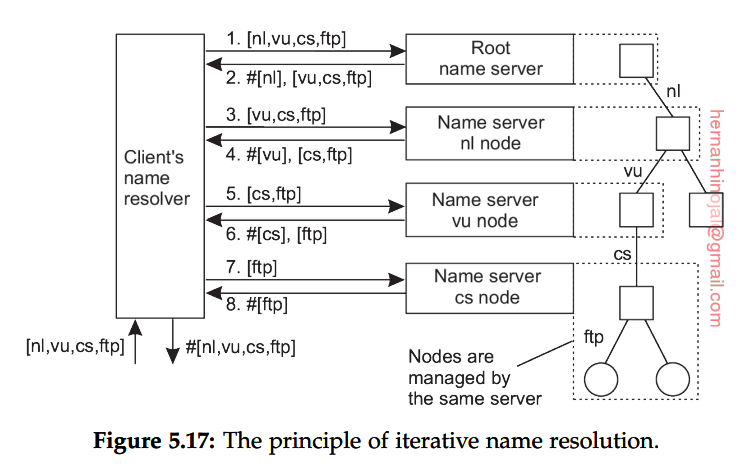 1. [nl,vu,cs,ftp]
2. #[nl], [vu,cs,ftp]
3. [vu,cs,ftp]
4. #[vu], [cs,ftp]
5. [cs,ftp]
6. #[cs], [ftp]
7. [ftp]
8. #[ftp]
Client's
name
resolver
[nl,vu,cs,ftp]
#[nl,vu,cs,ftp]
Root
name server
Name server
nl node
Name server
vu node
Name server
cs node
nl
vu
cs
ftp
Nodes are
managed by
the same server
hernanhinojal@gmail.com
Figure 5.17: The principle of iterative name resolution.